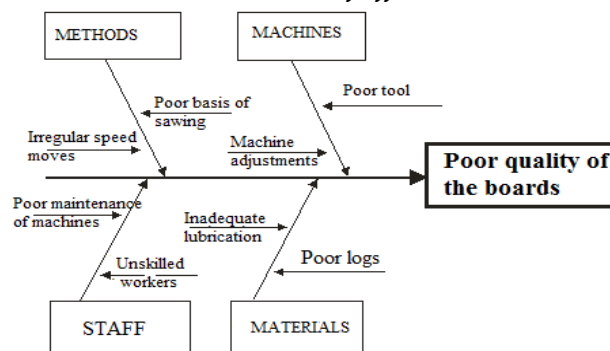 METHODS
MACHINES
Poor basis of
sawing
Poor tool
Irregular speed
moves
Machine
adjustments
Poor quality of
the boards
Poor maintenance
of machines
Inadequate
lubrication
Unskilled
workers
Poor logs
STAFF
MATERIALS